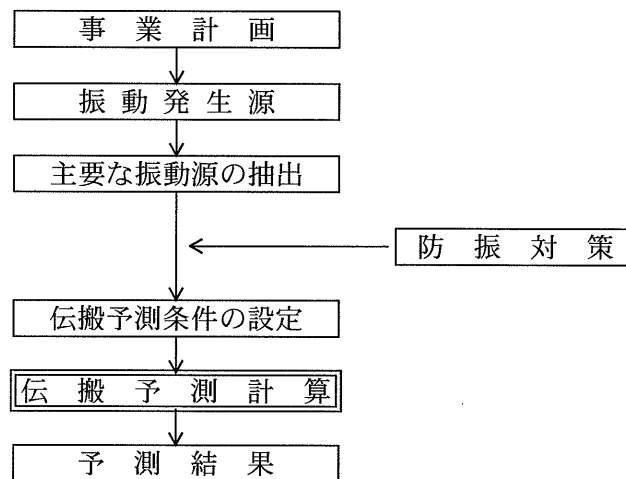 事業計画
振動発生源
主要な振動源の抽出
防振対策
伝搬予測条件の設定
伝搬予測計算
予測結果